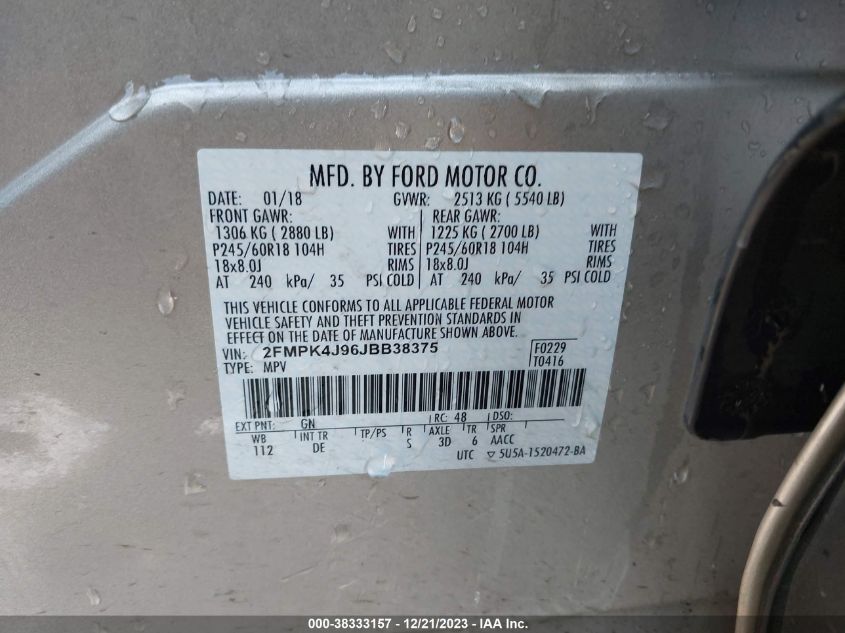 MFD. BY FORD MOTOR CO.
DATE: 01/18 GVWR: 2513 KG ( 5540 LB)
FRONT GAWR: REAR GAWR:
1306 KG ( 2880 LB) WITH 1225 KG ( 2700 LB) WITH
P245/60R18 104H TIRES P245/60R18 104H TIRES
18x8.0J RIMS 18x8.0J RIMS
AT 240 kPa/ 35 PSI COLD AT 240 kPa/ 35 PSI COLD
THIS VEHICLE CONFORMS TO ALL APPLICABLE FEDERAL MOTOR
VEHICLE SAFETY AND THEFT PREVENTION STANDARDS IN
EFFECT ON THE DATE OF MANUFACTURE SHOWN ABOVE.
VIN: 2FMPK4J96JBB38375 F0229
TYPE: MPV T0416
EXT PNT: GN RC: 48 DSO:
WB INT TR TP/PS R AXLE TR SPR
112 DE S 3D 6 AACC
UTC ▽ 5U5A-1520472-BA
000-38333157 - 12/21/2023 - IAA Inc.